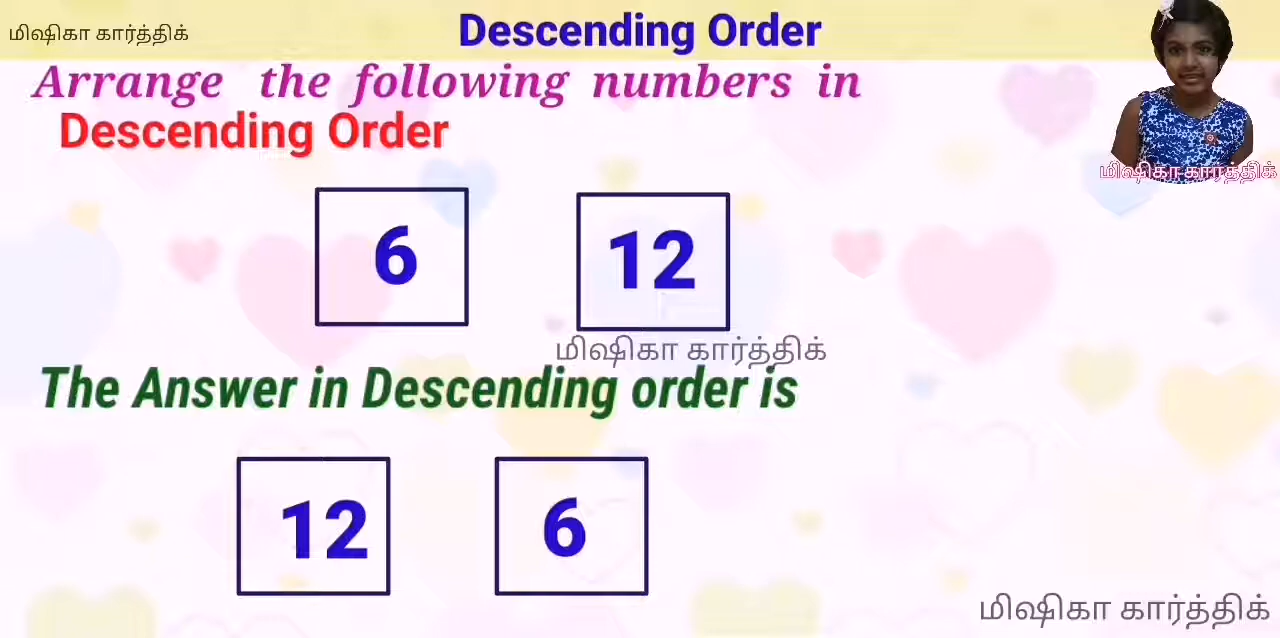 மிஷிகா கார்த்திக்
Descending Order
Arrange the following numbers in
Descending Order
மிஷிகா கார்த்திக்
6 12
மிஷிகா கார்த்திக்
The Answer in Descending order is
12 6
மிஷிகா கார்த்திக்